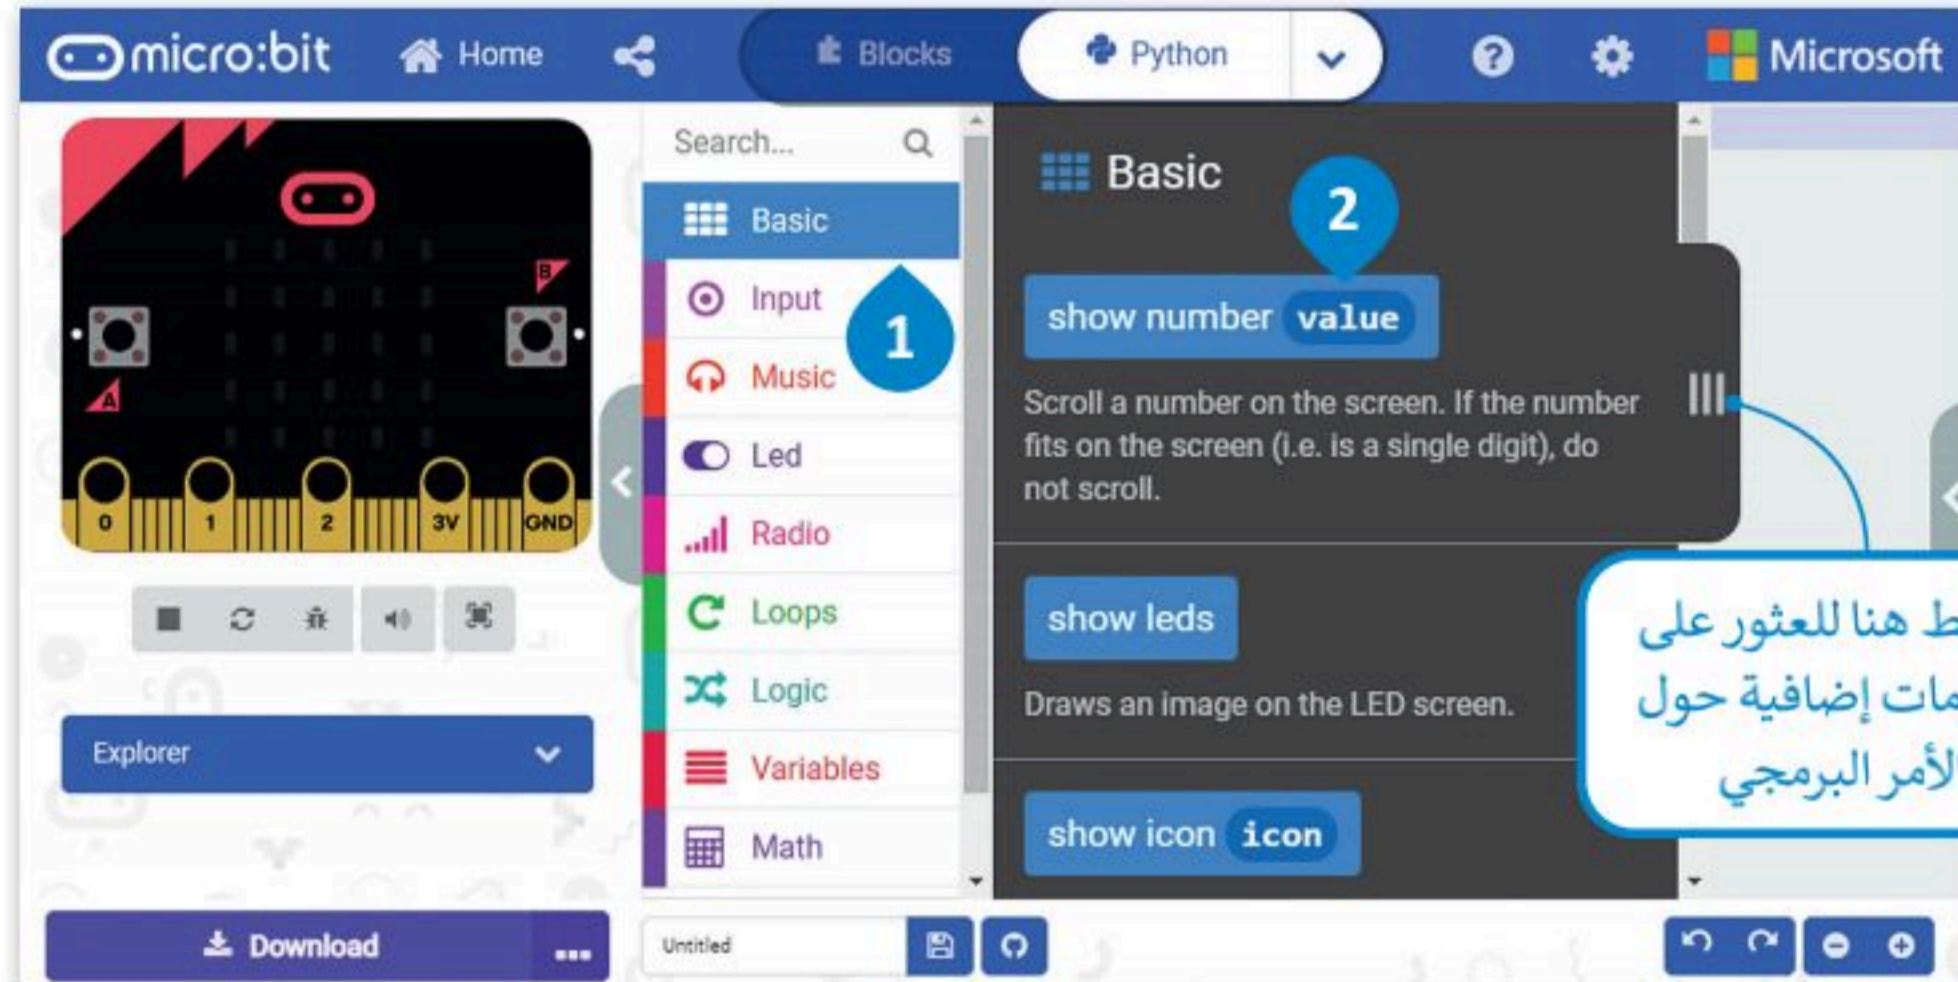 micro:bit Home Blocks Python ? Microsoft
B
A
0 1 2 3V GND
Explorer
Download ...
Search...
Basic
Input
Music
Led
Radio
Loops
Logic
Variables
Math
1
Untitled
Basic
2
show number value
Scroll a number on the screen. If the number
fits on the screen (i.e. is a single digit), do
not scroll.
show leds
Draws an image on the LED screen.
show icon icon
هنا للعثور على
إضافية حول
الأمر البرمجي